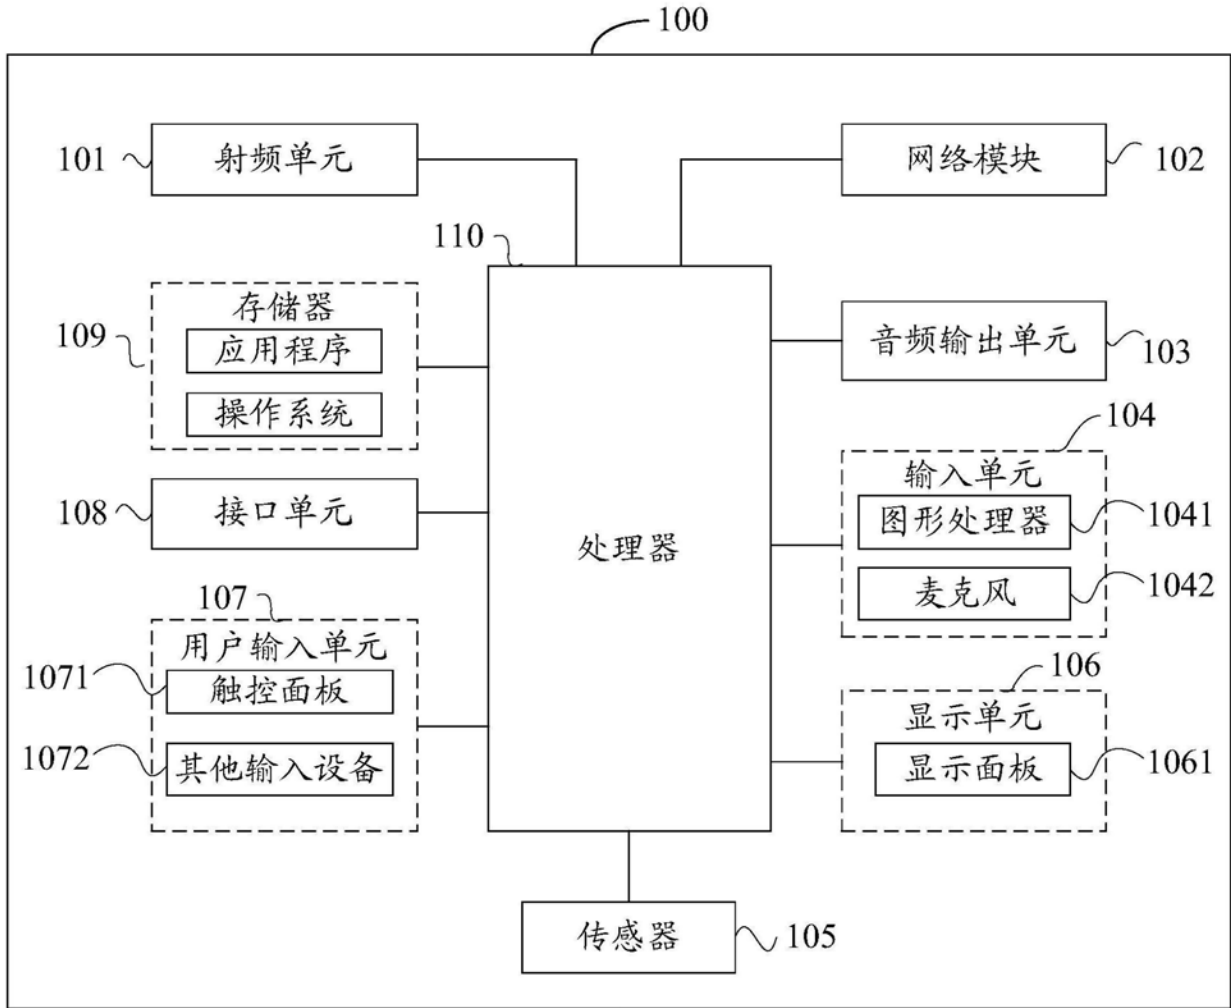 100
101
射频单元
网络模块
102
110
109
存储器
应用程序
操作系统
音频输出单元
103
104
输入单元
图形处理器
1041
麦克风
1042
108
接口单元
处理器
107
用户输入单元
1071
触控面板
1072
其他输入设备
106
显示单元
显示面板
1061
传感器
105